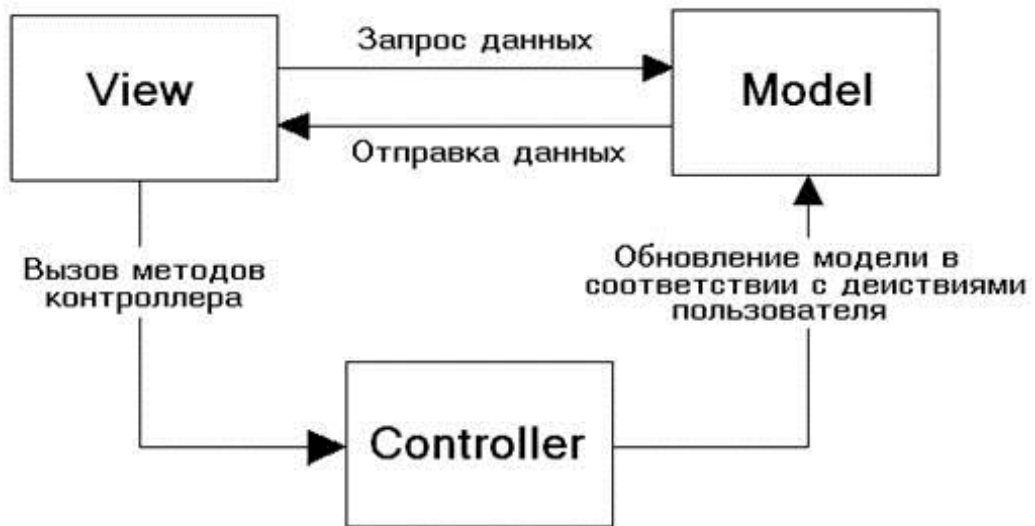 View
Запрос данных
Model
Отправка данных
Вызов методов
контроллера
Обновление модели в
соответствии с деиствиями
пользователя
Controller